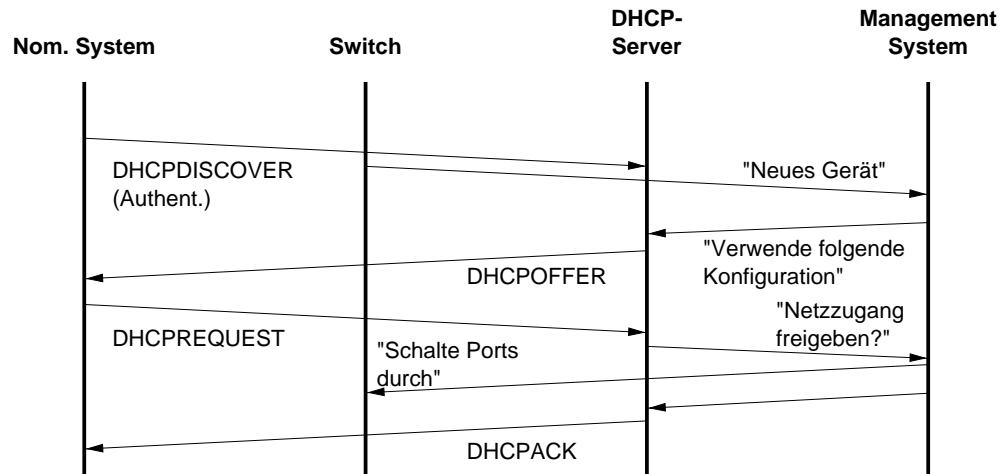 Nom. System
Switch
DHCP-
Server
Management
System
DHCPDISCOVER
(Authent.)
"Neues Gerät"
"Verwende folgende
Konfiguration"
DHCPOFFER
"Netzzugang
freigeben?"
DHCPREQUEST
"Schalte Ports
durch"
DHCPACK